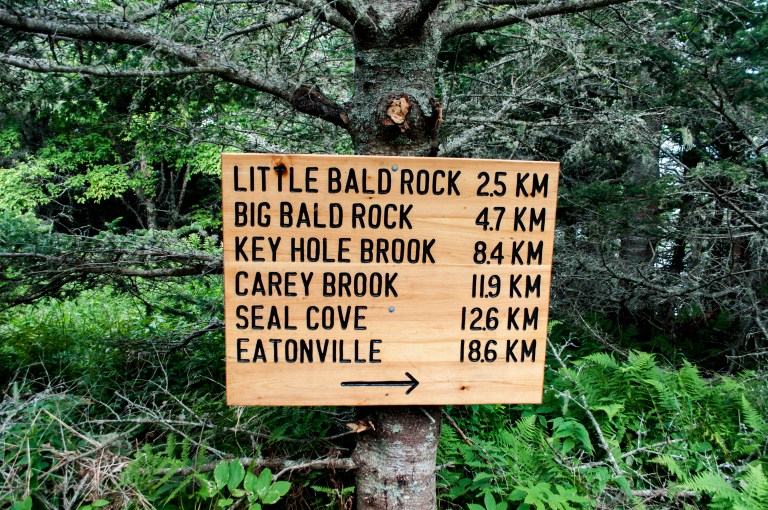 LITTLE BALD ROCK 2.5 KM
BIG BALD ROCK 4.7 KM
KEY HOLE BROOK 8.4 KM
CAREY BROOK 11.9 KM
SEAL COVE 12.6 KM
EATONVILLE 18.6 KM